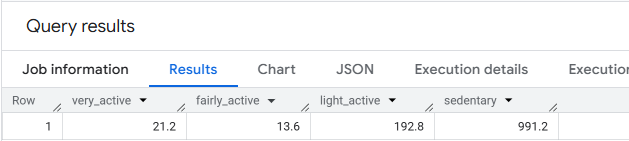 Query results
Job information Results Chart JSON Execution details Execution
Row very_active fairly_active light_active sedentary
1 21.2 13.6 192.8 991.2